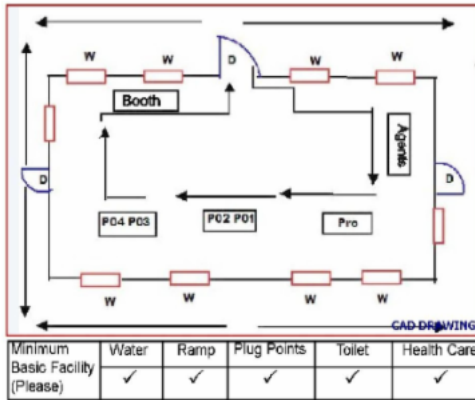 W W D W W
Booth
Agents
D D
P04 P03 P02 P01 Pro
W W W W
CAD DRAWING
Minimum Basic Facility (Please) Water Ramp Plug Points Toilet Health Care
✓ ✓ ✓ ✓ ✓